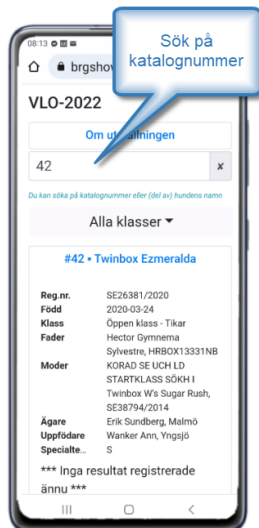 Sök på
katalognummer
08:13
brgsho
VLO-2022
Om ut ällningen
42
x
Du kan söka på katalognummer eller (del av) hundens namn
Alla klasser
#42 • Twinbox Ezmeralda
Reg.nr. SE26381/2020
Född 2020-03-24
Klass Öppen klass - Tikar
Fader Hector Gymnema
Sylvestre, HRBOX13331NB
Moder KORAD SE UCH LD
STARTKLASS SÖKH I
Twinbox W's Sugar Rush,
SE38794/2014
Ägare Erik Sundberg, Malmö
Uppfödare Wanker Ann, Yngsjö
Specialte... S
*** Inga resultat registrerade
ännu ***